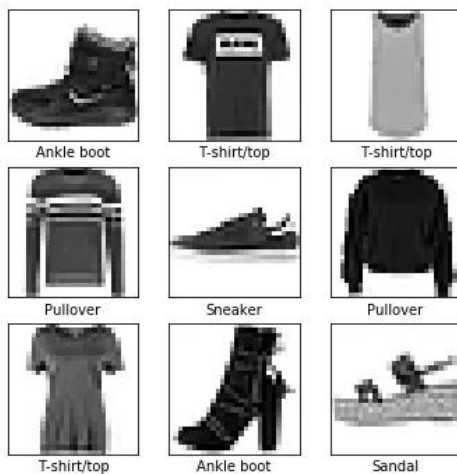 Ankle boot
T-shirt/top
T-shirt/top
Pullover
Sneaker
Pullover
T-shirt/top
Ankle boot
Sandal